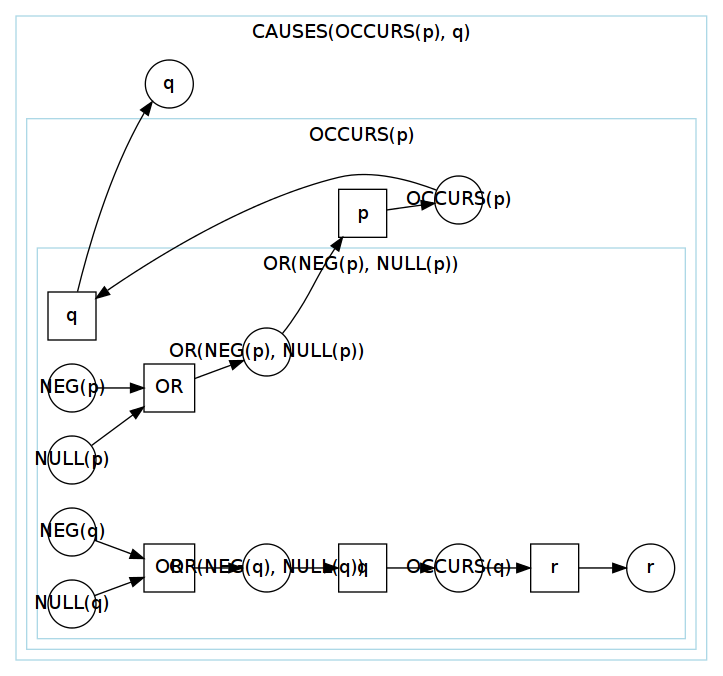 CAUSES(OCCURS(p), q)
q
OCCURS(p)
OCCURS(p)
p
OR(NEG(p), NULL(p))
q
OR(NEG(p), NULL(p))
NEG(p)
OR
NULL(p)
NEG(q)
OR
OR(NEG(q), NULL(q))
q
OCCURS(q)
r
r
NULL(q)